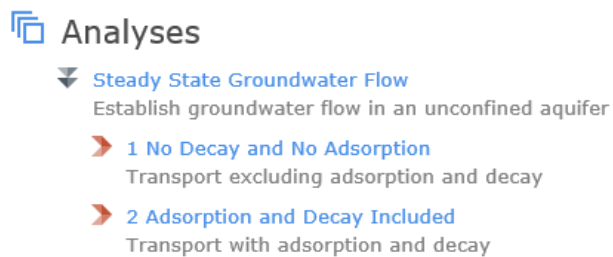 Analyses
Steady State Groundwater Flow
Establish groundwater flow in an unconfined aquifer
1 No Decay and No Adsorption
Transport excluding adsorption and decay
2 Adsorption and Decay Included
Transport with adsorption and decay